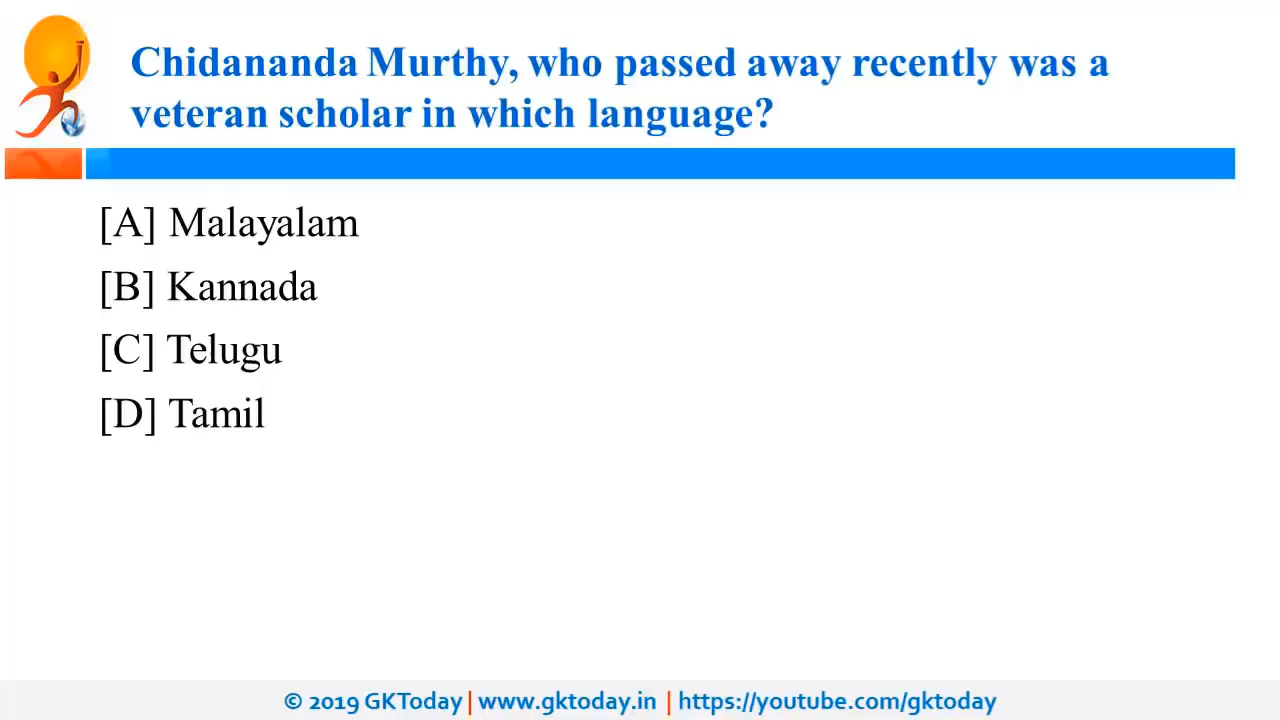 Chidananda Murthy, who passed away recently was a
veteran scholar in which language?
[A] Malayalam
[B] Kannada
[C] Telugu
[D] Tamil
© 2019 GKToday | www.gktoday.in | https://youtube.com/gktoday